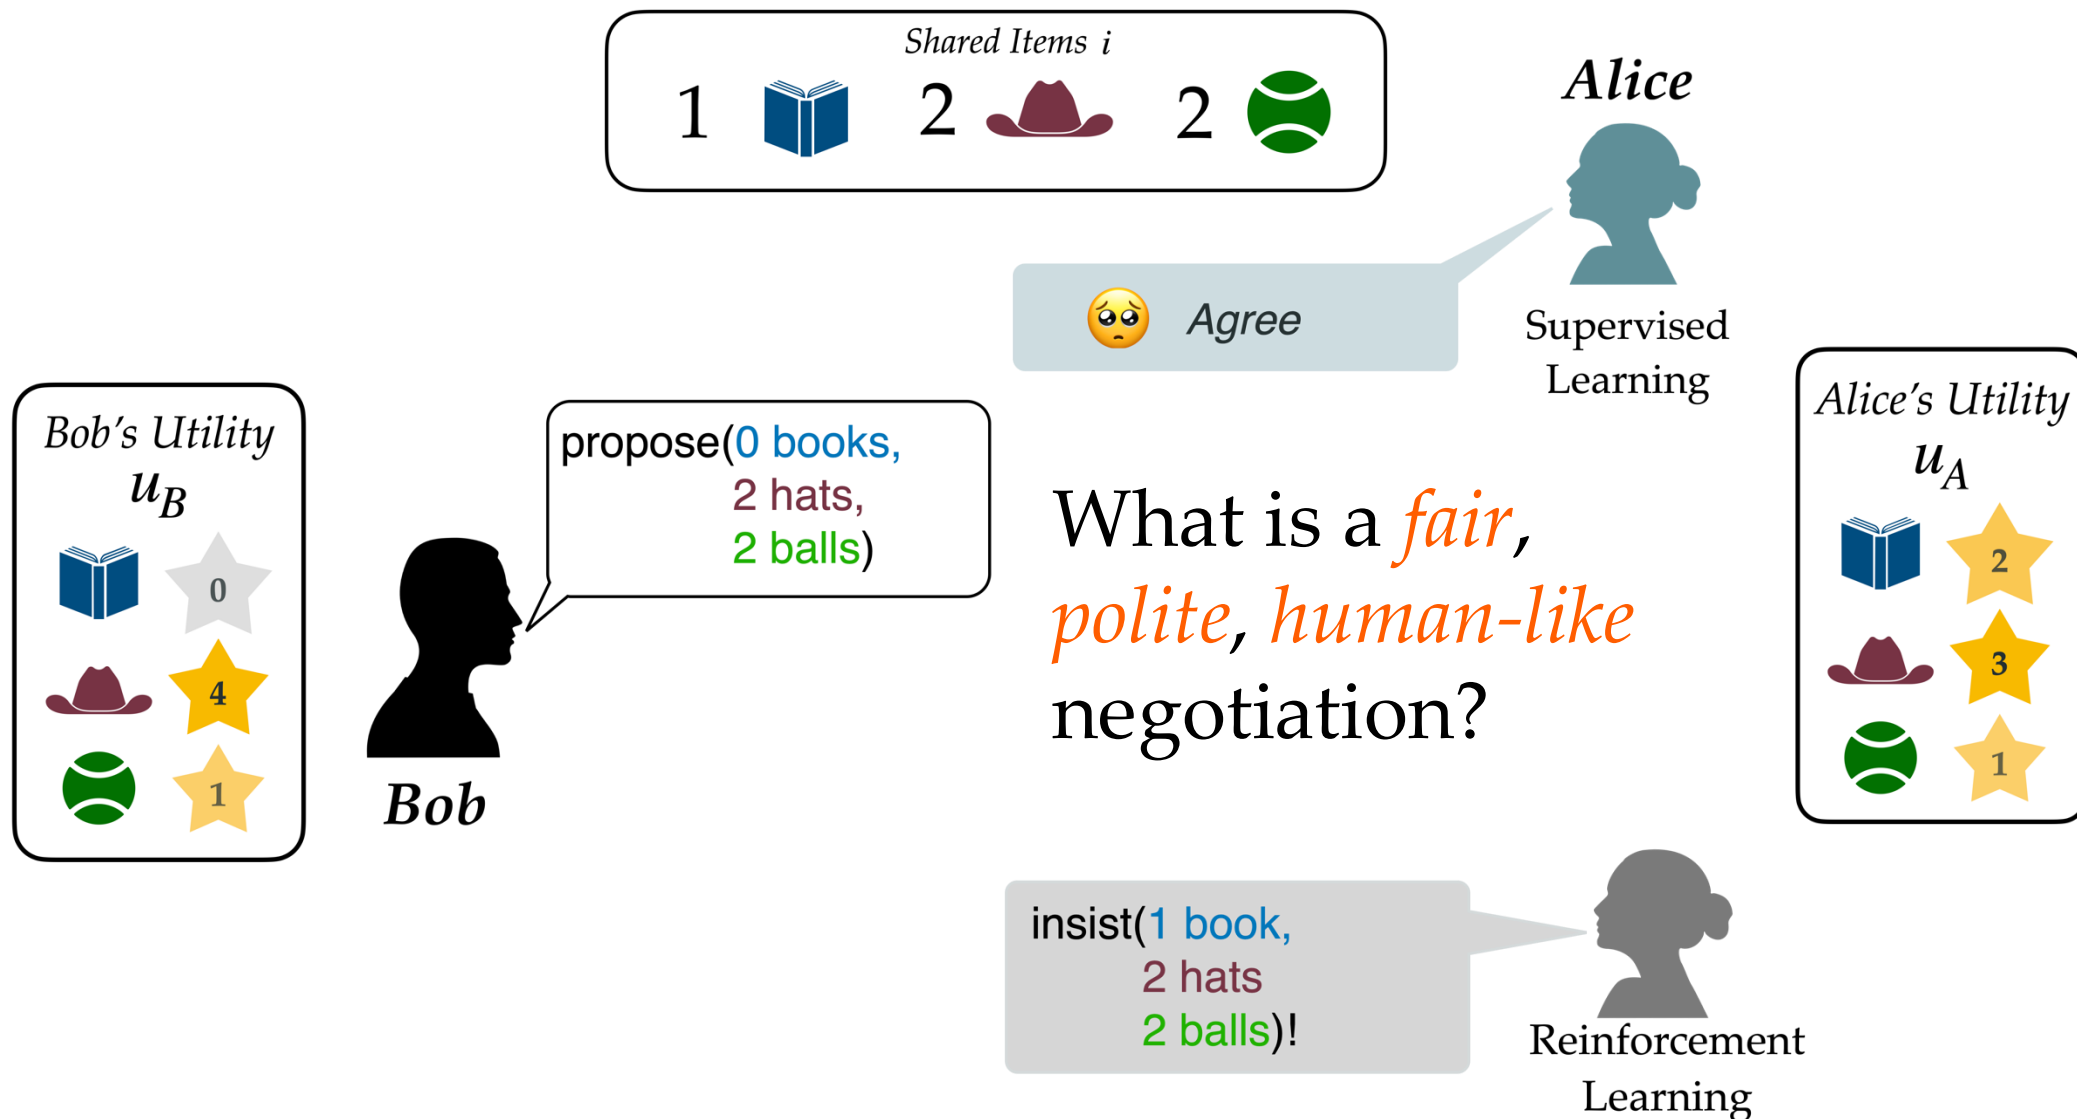 Shared Items i
1 2 2
Alice
Agree
Supervised
Learning
Bob's Utility
u_B
0
4
1
Bob
propose(0 books,
2 hats,
2 balls)
What is a fair,
polite, human-like
negotiation?
Alice's Utility
u_A
2
3
1
insist(1 book,
2 hats
2 balls)!
Reinforcement
Learning